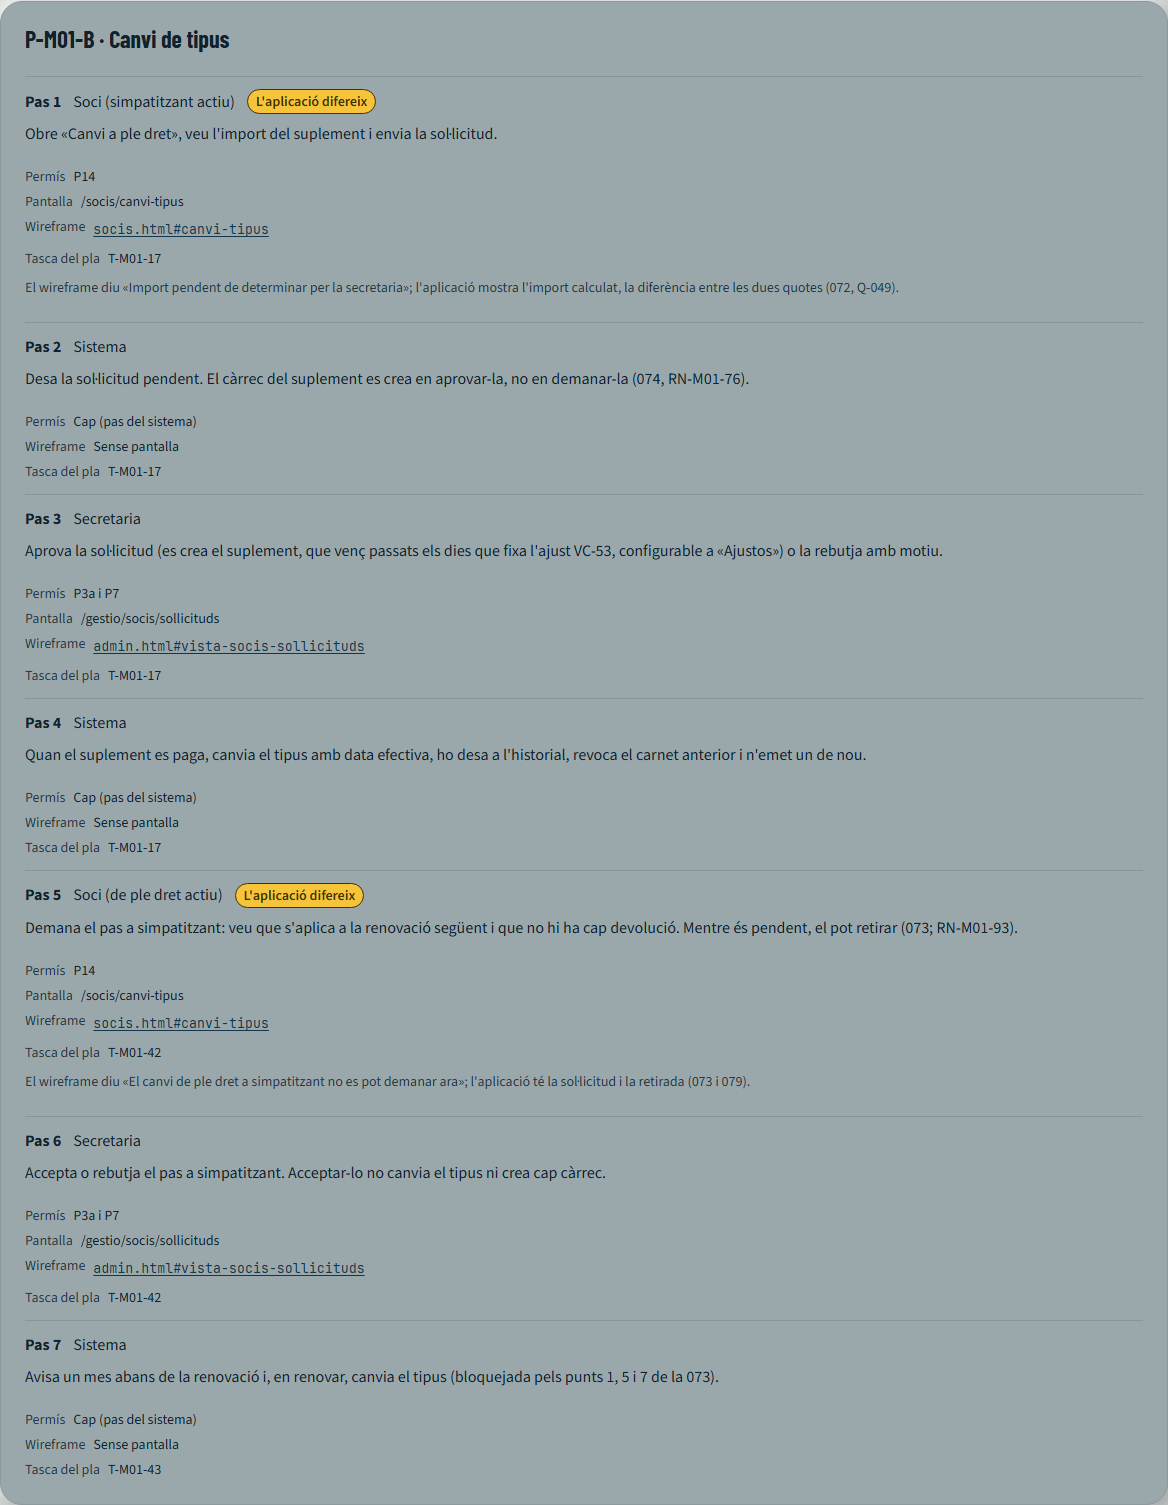 P-M01-B · Canvi de tipus
Pas 1 Soci (simpatitzant actiu) L'aplicació difereix
Obre «Canvi a ple dret», veu l'import del suplement i envia la sol·licitud.
Permís P14
Pantalla /socis/canvi-tipus
Wireframe socis.html#canvi-tipus
Tasca del pla T-M01-17
El wireframe diu «Import pendent de determinar per la secretaria»; l'aplicació mostra l'import calculat, la diferència entre les dues quotes (072, Q-049).
Pas 2 Sistema
Desa la sol·licitud pendent. El càrrec del suplement es crea en aprovar-la, no en demanar-la (074, RN-M01-76).
Permís Cap (pas del sistema)
Wireframe Sense pantalla
Tasca del pla T-M01-17
Pas 3 Secretaria
Aprova la sol·licitud (es crea el suplement, que venç passats els dies que fixa l'ajust VC-53, configurable a «Ajustos») o la rebutja amb motiu.
Permís P3a i P7
Pantalla /gestio/socis/sollicituds
Wireframe admin.html#vista-socis-sollicituds
Tasca del pla T-M01-17
Pas 4 Sistema
Quan el suplement es paga, canvia el tipus amb data efectiva, ho desa a l'historial, revoca el carnet anterior i n'emet un de nou.
Permís Cap (pas del sistema)
Wireframe Sense pantalla
Tasca del pla T-M01-17
Pas 5 Soci (de ple dret actiu) L'aplicació difereix
Demana el pas a simpatitzant: veu que s'aplica a la renovació següent i que no hi ha cap devolució. Mentre és pendent, el pot retirar (073; RN-M01-93).
Permís P14
Pantalla /socis/canvi-tipus
Wireframe socis.html#canvi-tipus
Tasca del pla T-M01-42
El wireframe diu «El canvi de ple dret a simpatitzant no es pot demanar ara»; l'aplicació té la sol·licitud i la retirada (073 i 079).
Pas 6 Secretaria
Accepta o rebutja el pas a simpatitzant. Acceptar-lo no canvia el tipus ni crea cap càrrec.
Permís P3a i P7
Pantalla /gestio/socis/sollicituds
Wireframe admin.html#vista-socis-sollicituds
Tasca del pla T-M01-42
Pas 7 Sistema
Avisa un mes abans de la renovació i, en renovar, canvia el tipus (bloquejada pels punts 1, 5 i 7 de la 073).
Permís Cap (pas del sistema)
Wireframe Sense pantalla
Tasca del pla T-M01-43